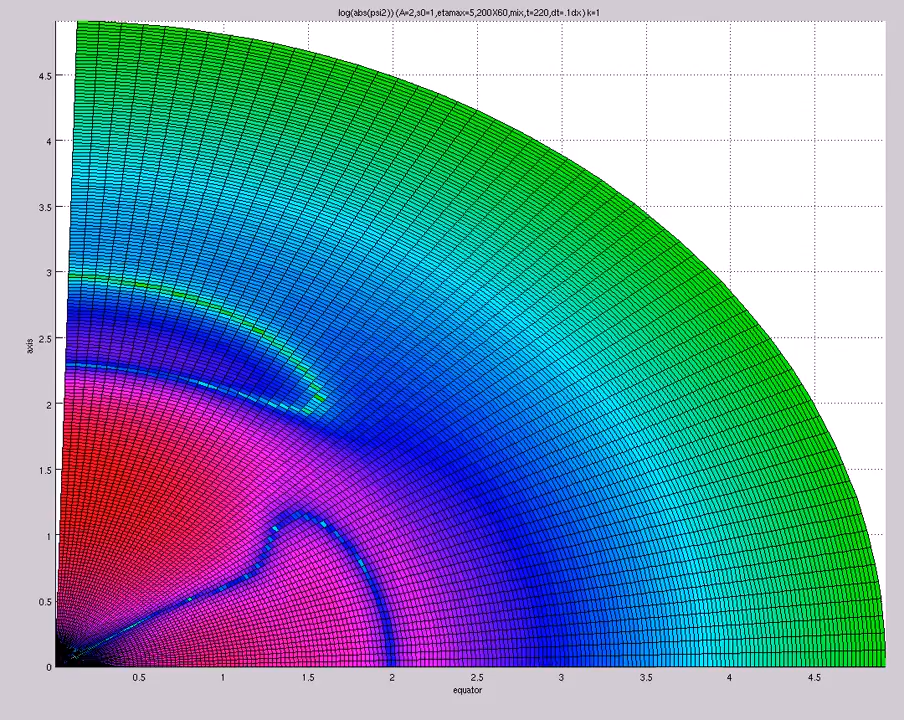 log(abs(psi2)) (A=2,s0=1,etamax=5,200X60,mix,t=220,dt=.1dx) k=1
4.5
4
3.5
3
2.5
axis
2
1.5
1
0.5
0
0.5 1 1.5 2 2.5 3 3.5 4 4.5
equator